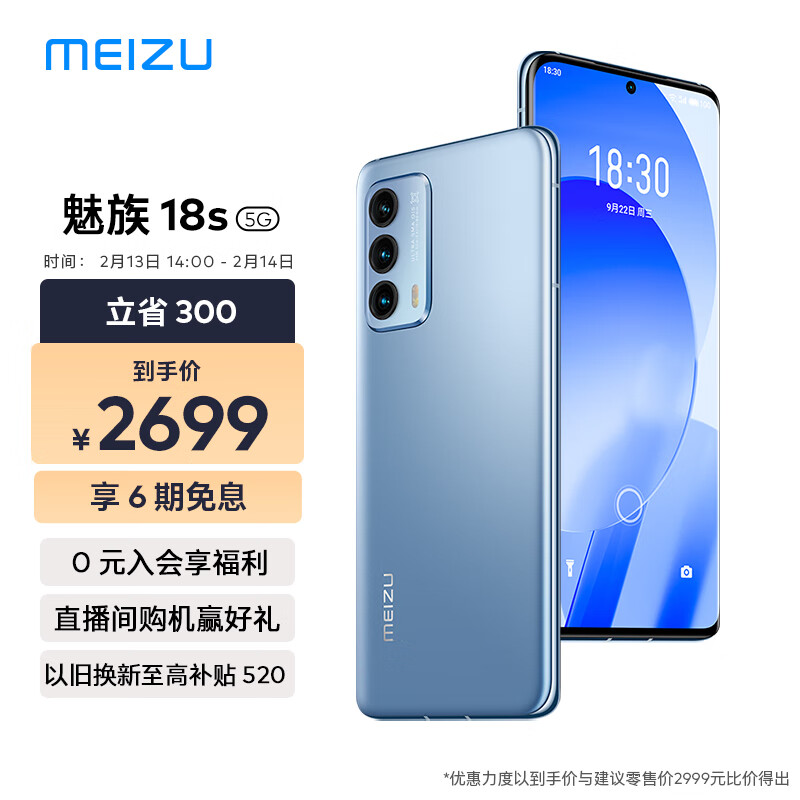 MEIZU
魅族 18s 5G
时间： 2月13日 14:00 - 2月14日
立省 300
到手价
¥ 2699
享 6 期免息
0 元入会享福利
直播间购机赢好礼
以旧换新至高补贴 520
MEIZU
18:30
18:30
9月22日 周三
*优惠力度以到手价与建议零售价2999元比价得出